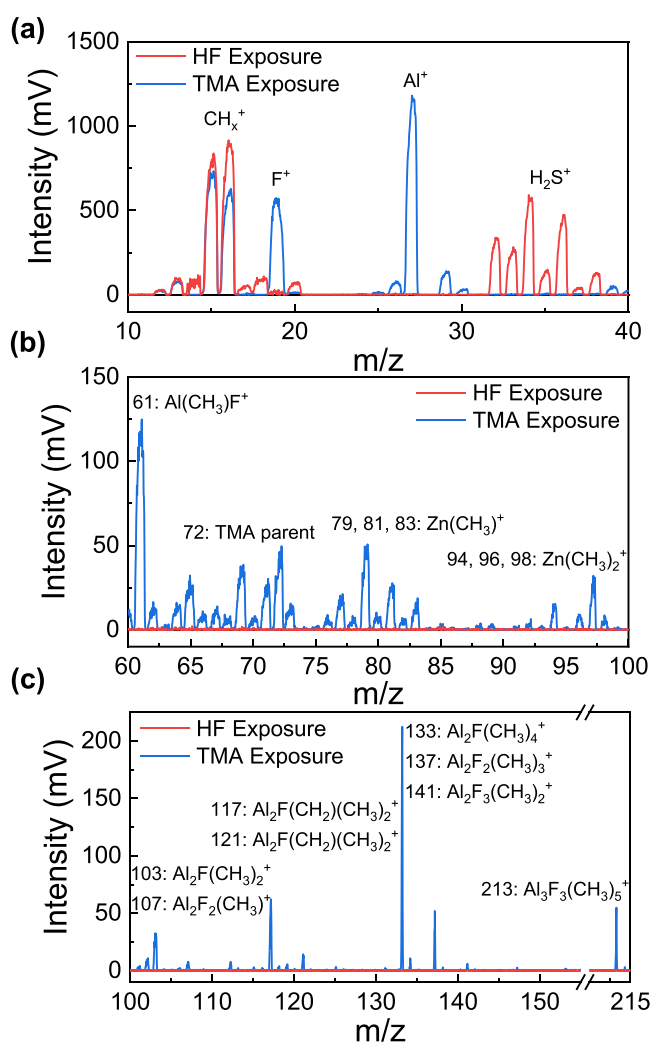 (a)
1500
HF Exposure
TMA Exposure
Al+
CHx+
1000
F+
H2S+
500
0
Intensity (mV)
10 20 30 40
m/z
(b)
150
61: Al(CH3)F+
HF Exposure
TMA Exposure
100
72: TMA parent
79, 81, 83: Zn(CH3)+
50
94, 96, 98: Zn(CH3)2+
0
Intensity (mV)
60 65 70 75 80 85 90 95 100
m/z
(c)
HF Exposure
TMA Exposure
133: Al2F(CH3)4+
137: Al2F2(CH3)3+
141: Al2F3(CH3)2+
200
150
117: Al2F(CH2)(CH3)2+
121: Al2F(CH2)(CH3)2+
100
103: Al2F(CH3)2+
107: Al2F2(CH3)+
213: Al3F3(CH3)5+
50
0
Intensity (mV)
100 110 120 130 140 150 215
m/z